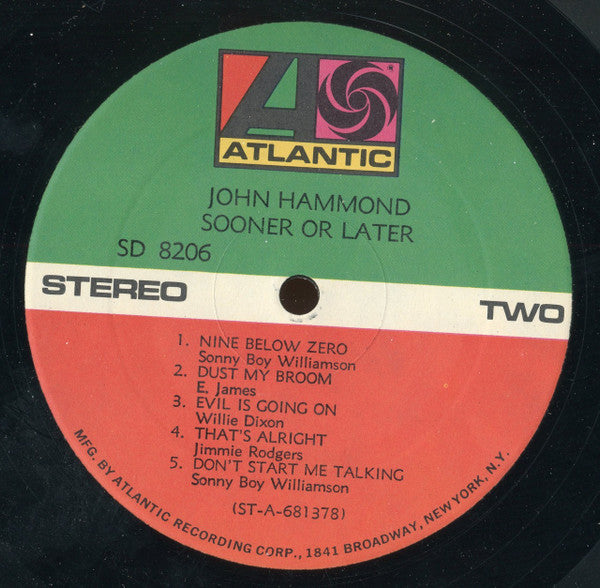 ATLANTIC
JOHN HAMMOND
SOONER OR LATER
SD 8206
STEREO
TWO
1. NINE BELOW ZERO
Sonny Boy Williamson
2. DUST MY BROOM
E. James
3. EVIL IS GOING ON
Willie Dixon
4. THAT'S ALRIGHT
Jimmie Rodgers
5. DON'T START ME TALKING
Sonny Boy Williamson
(ST-A-681378)
MFG. BY ATLANTIC RECORDING CORP., 1841 BROADWAY, NEW YORK, N.Y.